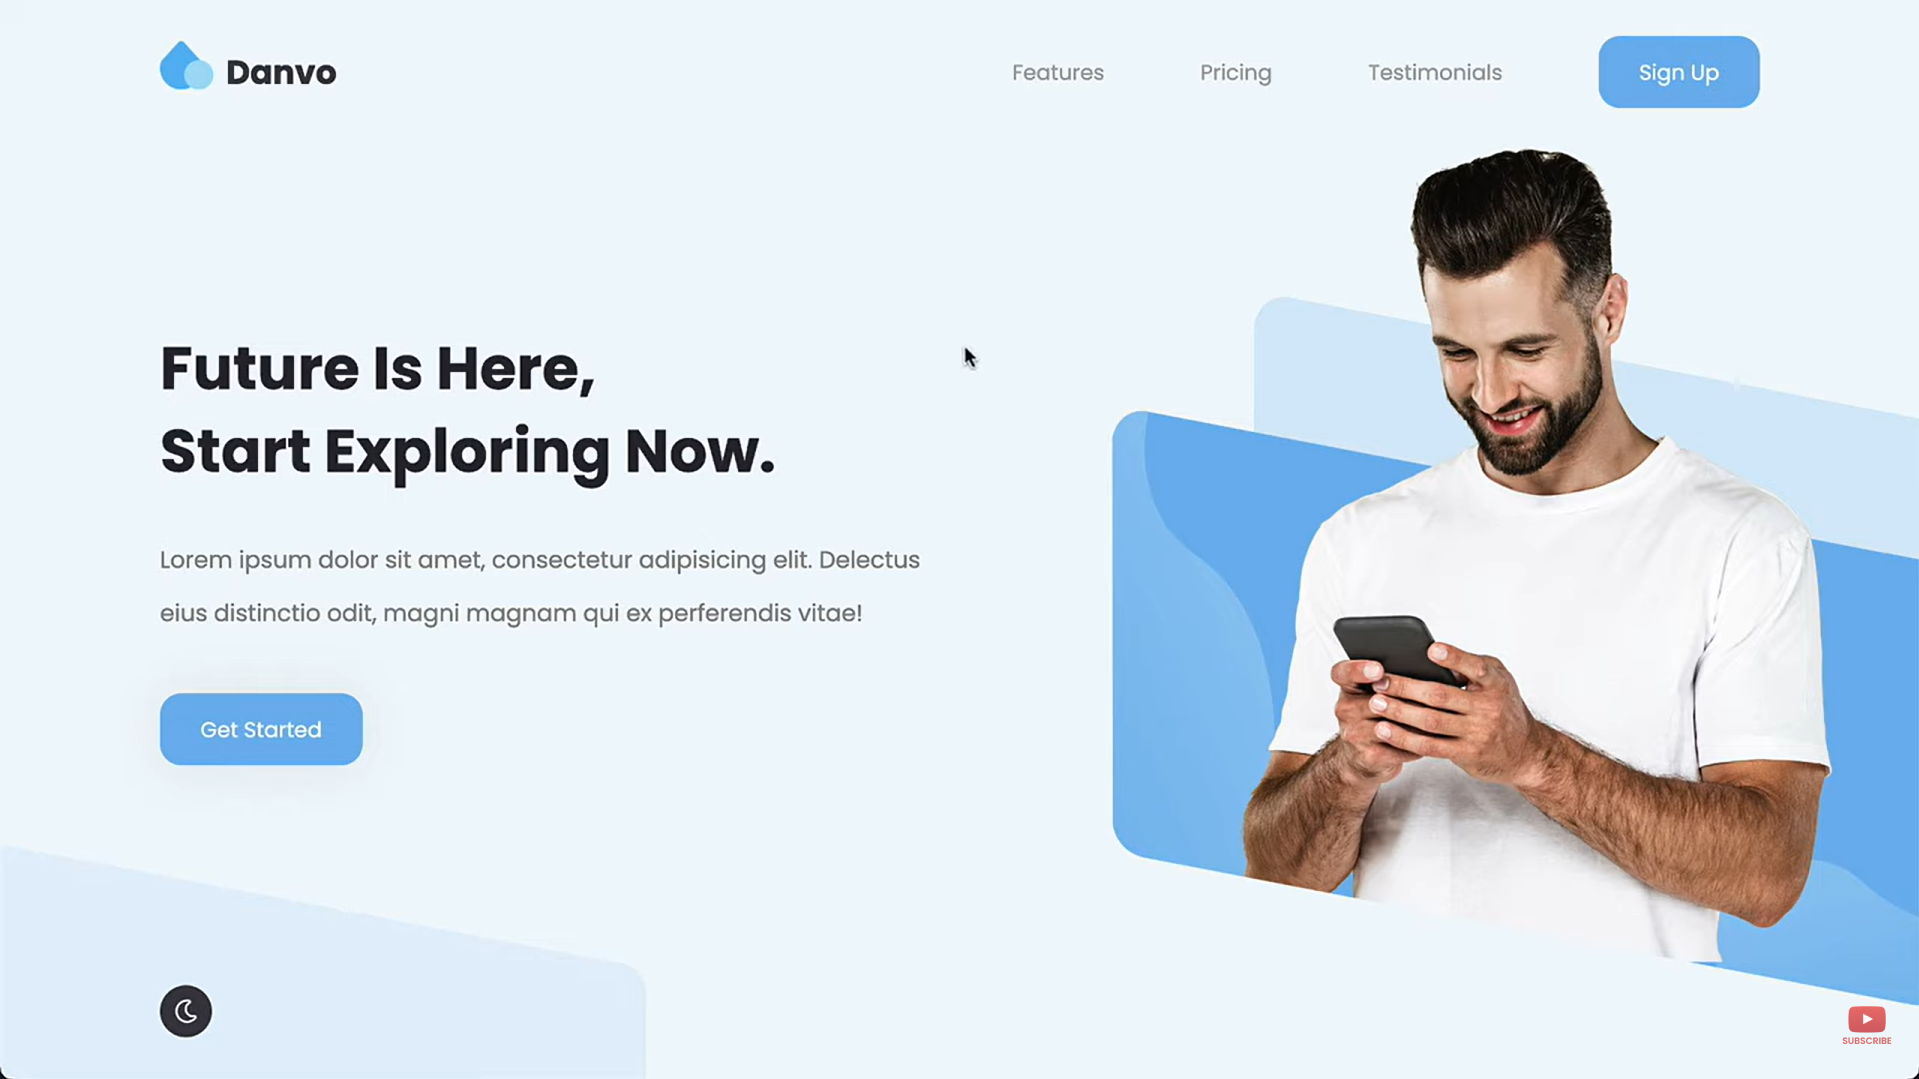 Danvo
Features
Pricing
Testimonials
Sign Up
Future Is Here,
Start Exploring Now.
Lorem ipsum dolor sit amet, consectetur adipisicing elit. Delectus
eius distinctio odit, magni magnam qui ex perferendis vitae!
Get Started
SUBSCRIBE